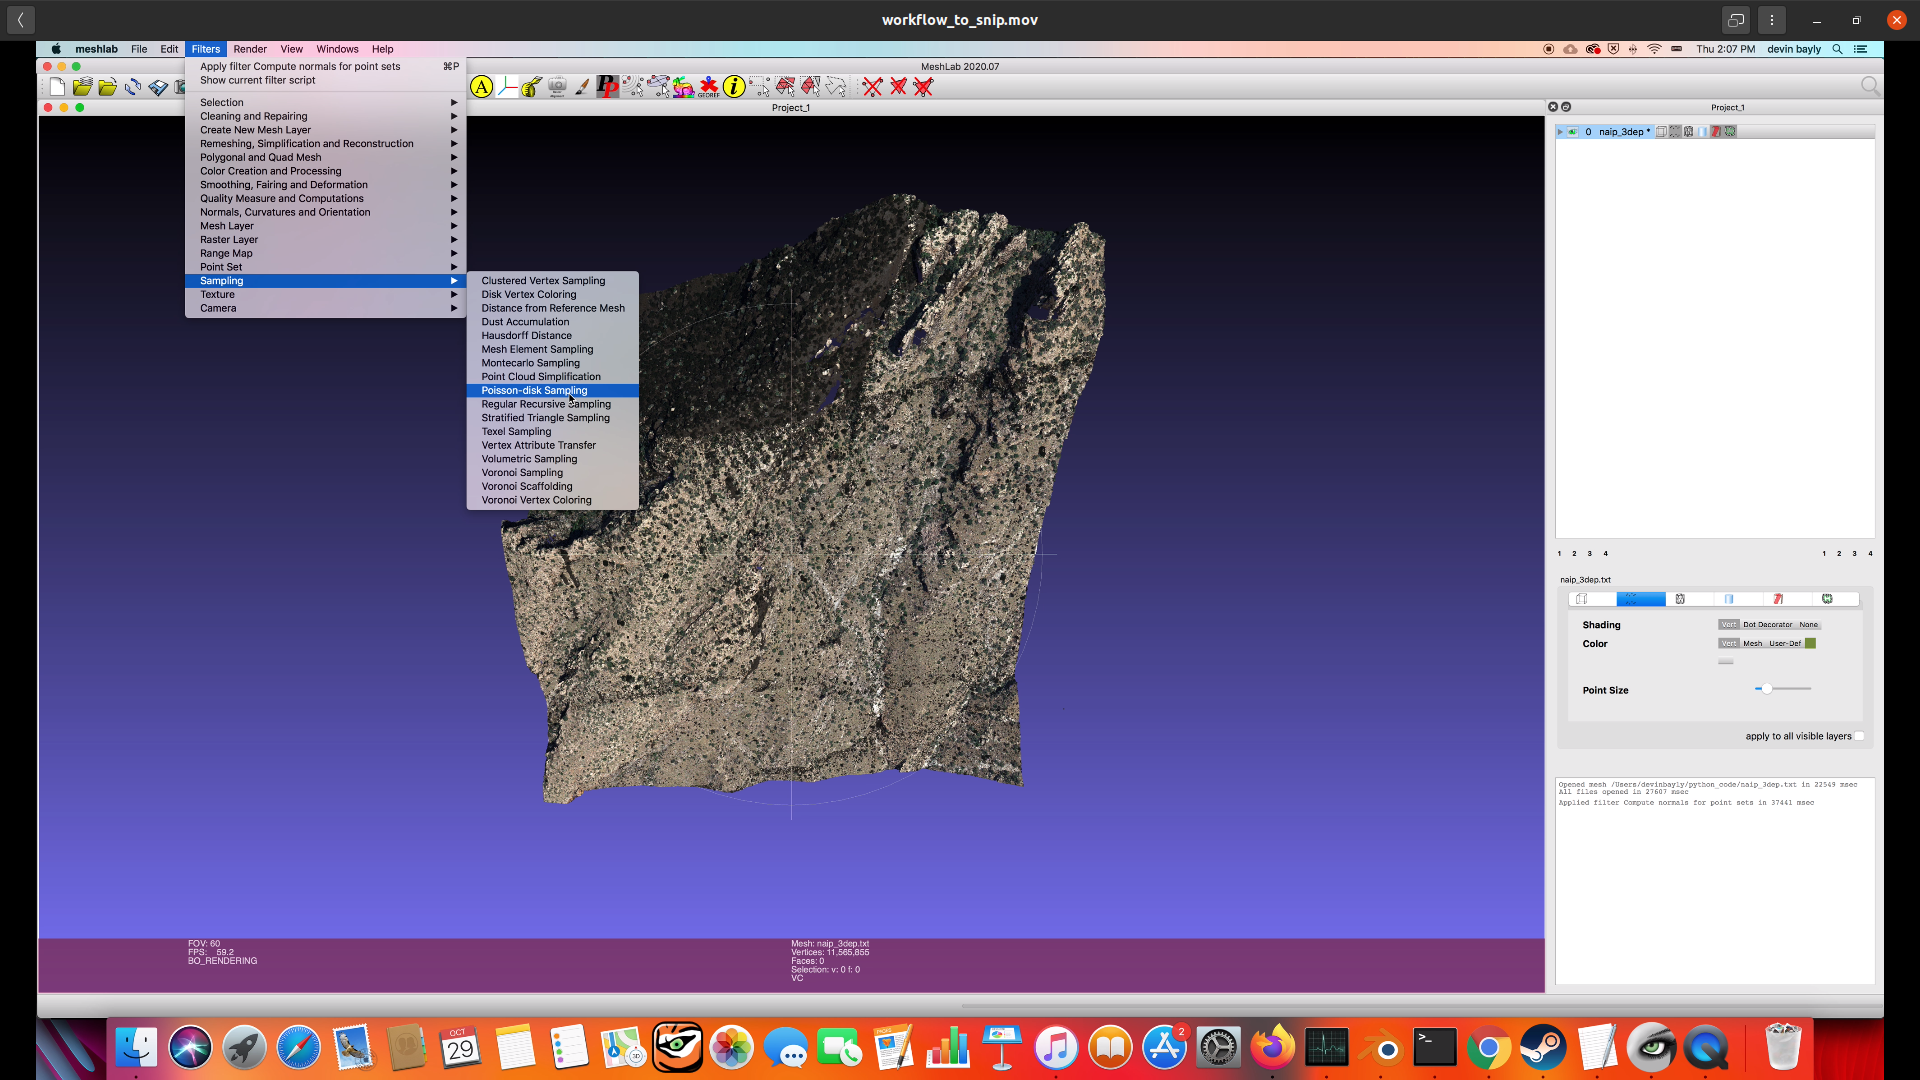 workflow_to_snip.mov
meshlab File Edit Filters Render View Windows Help
Thu 2:07 PM devin bayly
MeshLab 2020.07
Project_1
Project_1
Apply filter Compute normals for point sets ⌘P
Show current filter script
Selection
Cleaning and Repairing
Create New Mesh Layer
Remeshing, Simplification and Reconstruction
Polygonal and Quad Mesh
Color Creation and Processing
Smoothing, Fairing and Deformation
Quality Measure and Computations
Normals, Curvatures and Orientation
Mesh Layer
Raster Layer
Range Map
Point Set
Sampling
Texture
Camera
Clustered Vertex Sampling
Disk Vertex Coloring
Distance from Reference Mesh
Dust Accumulation
Hausdorff Distance
Mesh Element Sampling
Montecarlo Sampling
Point Cloud Simplification
Poisson-disk Sampling
Regular Recursive Sampling
Stratified Triangle Sampling
Texel Sampling
Vertex Attribute Transfer
Volumetric Sampling
Voronoi Sampling
Voronoi Scaffolding
Voronoi Vertex Coloring
A
PP
GEOREF
i
0 naip_3dep *
1 2 3 4
1 2 3 4
naip_3dep.txt
Shading Vert Dot Decorator None
Color Vert Mesh User-Def
Point Size
apply to all visible layers
Opened mesh /Users/devinbayly/python_code/naip_3dep.txt in 22549 msec
All files opened in 27607 msec
Applied filter Compute normals for point sets in 37441 msec
FOV: 60
FPS: 59.2
BO_RENDERING
Mesh: naip_3dep.txt
Vertices: 11,565,855
Faces: 0
Selection: v: 0 f: 0
VC
OCT
29
3D
2